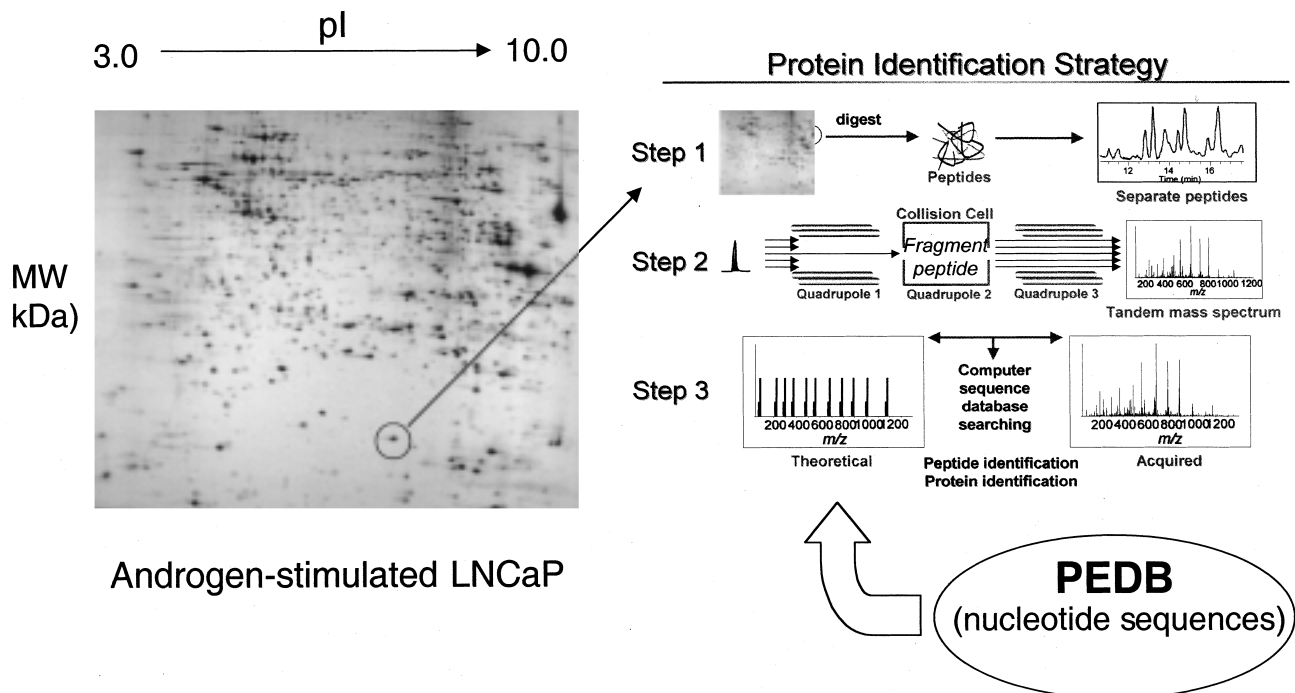 pI
3.0
10.0
MW
kDa)
Androgen-stimulated LNCaP
Protein Identification Strategy
Step 1
digest
Peptides
12 14 16
Time (min)
Separate peptides
Step 2
Collision Cell
Fragment
peptide
Quadrupole 1
Quadrupole 2
Quadrupole 3
200 400 600 800 1000 1200
m/z
Tandem mass spectrum
Step 3
200 400 600 800 1000 1200
m/z
Theoretical
Computer
sequence
database
searching
Peptide identification
Protein identification
200 400 600 800 1000 1200
m/z
Acquired
PEDB
(nucleotide sequences)